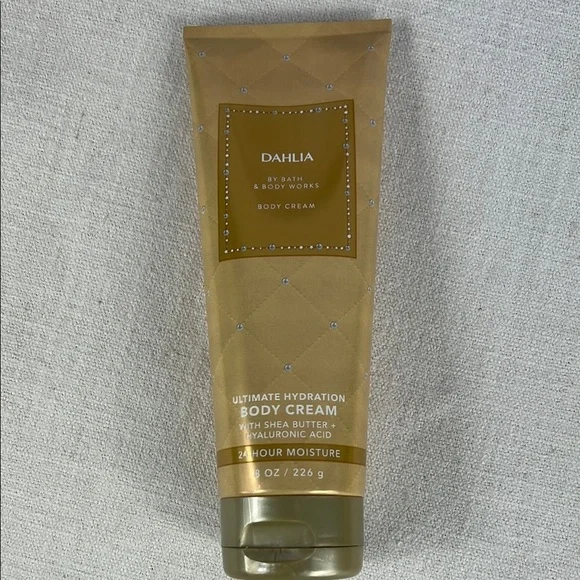 DAHLIA
BY BATH
& BODY WORKS
BODY CREAM
ULTIMATE HYDRATION
BODY CREAM
WITH SHEA BUTTER +
HYALURONIC ACID
24 HOUR MOISTURE
8 OZ / 226 g